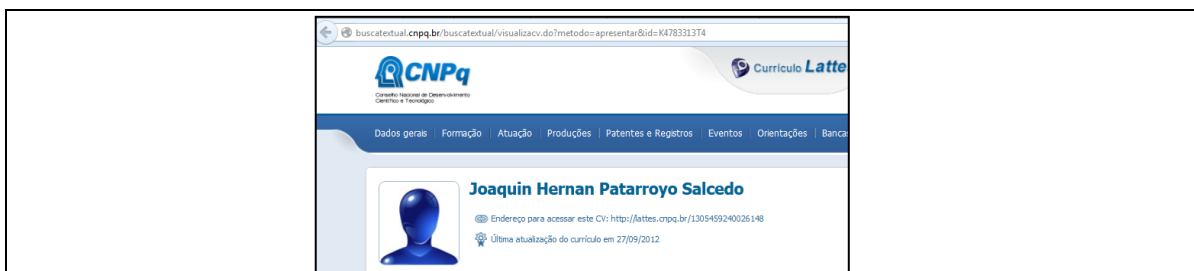 buscatextual.cnpq.br/buscatextual/visualizacv.do?metodo=apresentar&id=K4783313T4
CNPq
Conselho Nacional de Desenvolvimento
Científico e Tecnológico
Currículo Latte
Dados gerais | Formação | Atuação | Produções | Patentes e Registros | Eventos | Orientações | Banca
Joaquin Hernan Patarroyo Salcedo
Endereço para acessar este CV: http://lattes.cnpq.br/1305459240026148
Última atualização do currículo em 27/09/2012